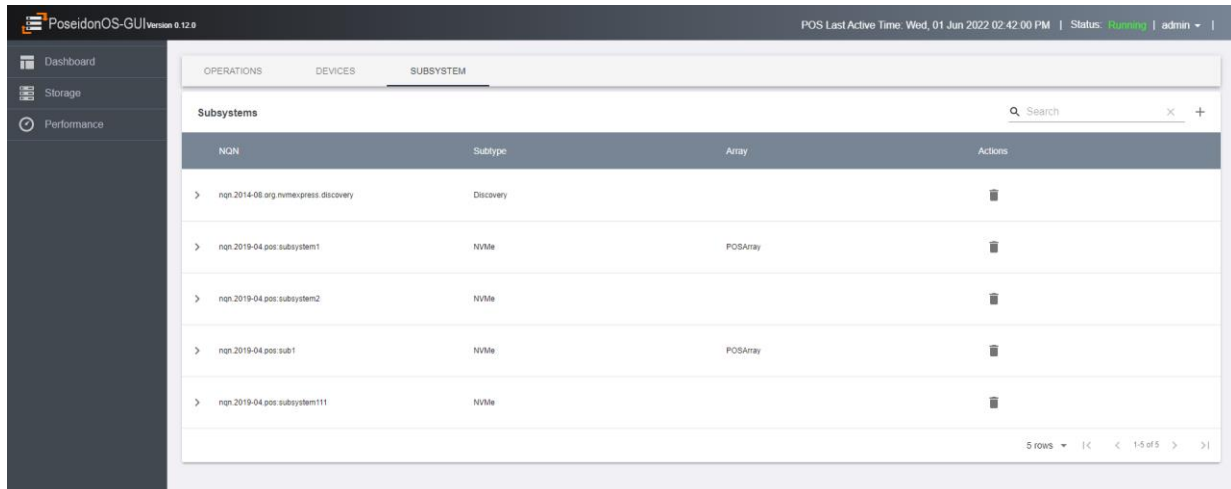 PoseidonOS-GUI Version 0.12.0
POS Last Active Time: Wed, 01 Jun 2022 02:42:00 PM | Status: Running | admin |
Dashboard
Storage
Performance
OPERATIONS DEVICES SUBSYSTEM
Subsystems
Search
NQN Subtype Array Actions
nqn.2014-08.org.nvmexpress.discovery Discovery
nqn.2019-04.pos:subsystem1 NVMe POSArray
nqn.2019-04.pos:subsystem2 NVMe
nqn.2019-04.pos:sub1 NVMe POSArray
nqn.2019-04.pos:subsystem111 NVMe
5 rows 1-5 of 5